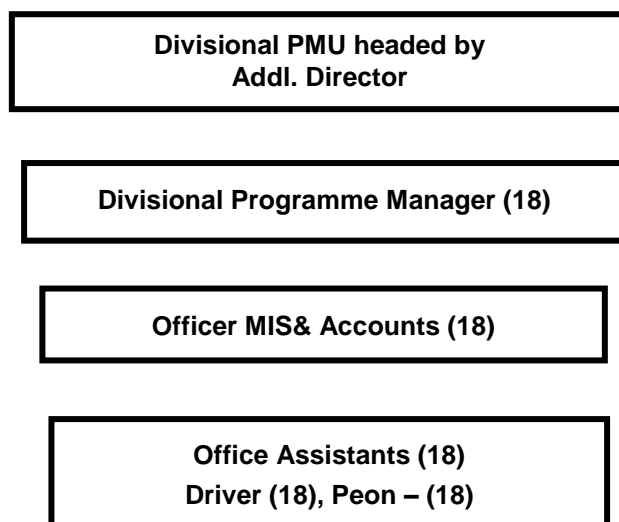 Divisional PMU headed by
Addl. Director
Divisional Programme Manager (18)
Officer MIS& Accounts (18)
Office Assistants (18)
Driver (18), Peon – (18)